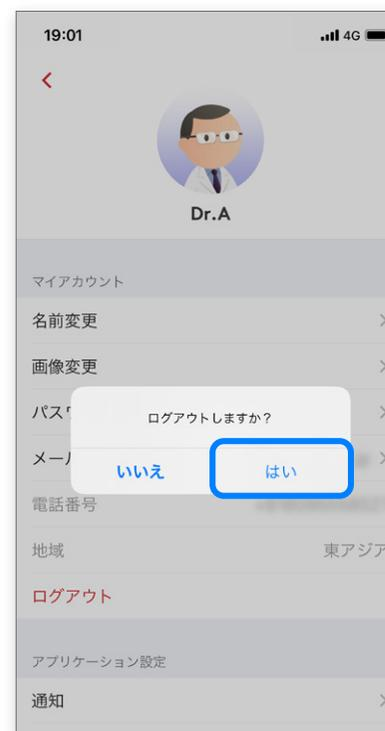 19:01 4G
Dr.A
マイアカウント
名前変更
画像変更
パス
ログアウトしますか？
メー
いいえ はい
電話番号
地域 東アジア
ログアウト
アプリケーション設定
通知